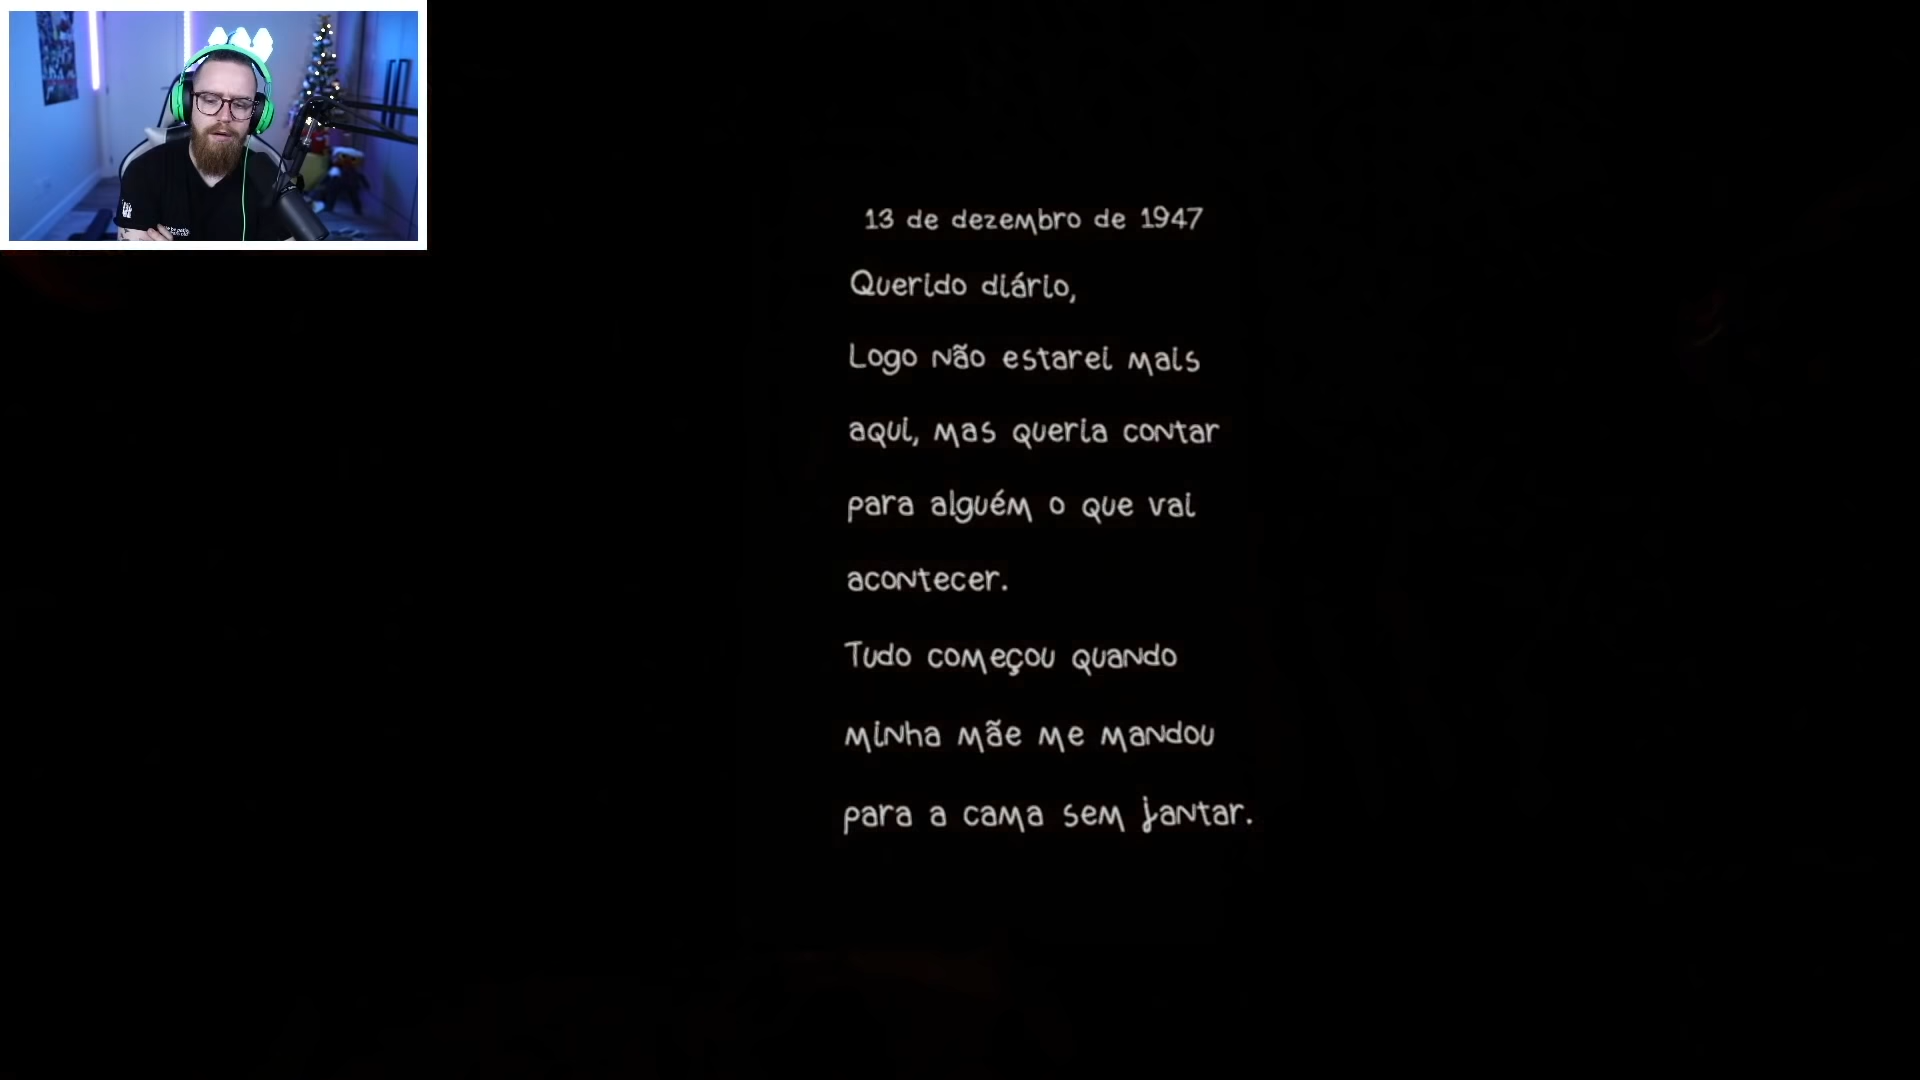 13 de dezembro de 1947
Querido diário,
Logo não estarei mais
aqui, mas queria contar
para alguém o que vai
acontecer.
Tudo começou quando
minha mãe me mandou
para a cama sem jantar.